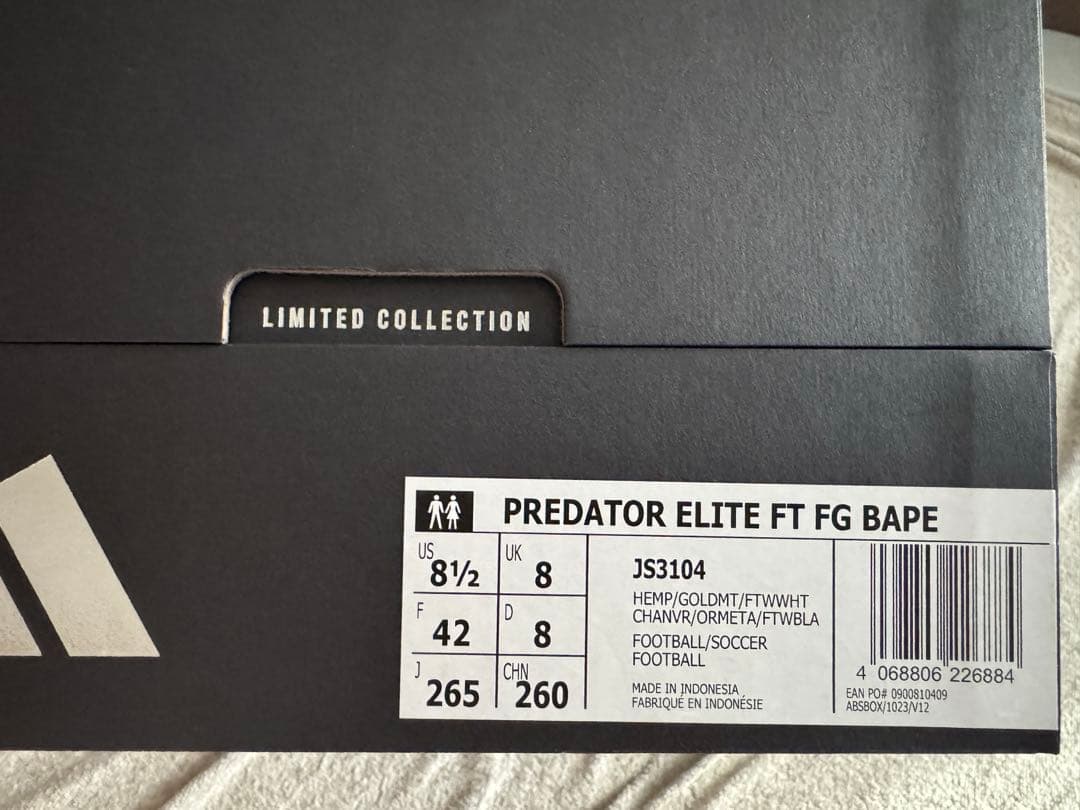 LIMITED COLLECTION
PREDATOR ELITE FT FG BAPE
US 8½ UK 8
F 42 D 8
J 265 CHN 260
JS3104
HEMP/GOLDMT/FTWWHT
CHANVR/ORMETA/FTWBLA
FOOTBALL/SOCCER
FOOTBALL
MADE IN INDONESIA
FABRIQUÉ EN INDONÉSIE
4 068806 226884
EAN PO# 0900810409
ABSBOX/1023/V12